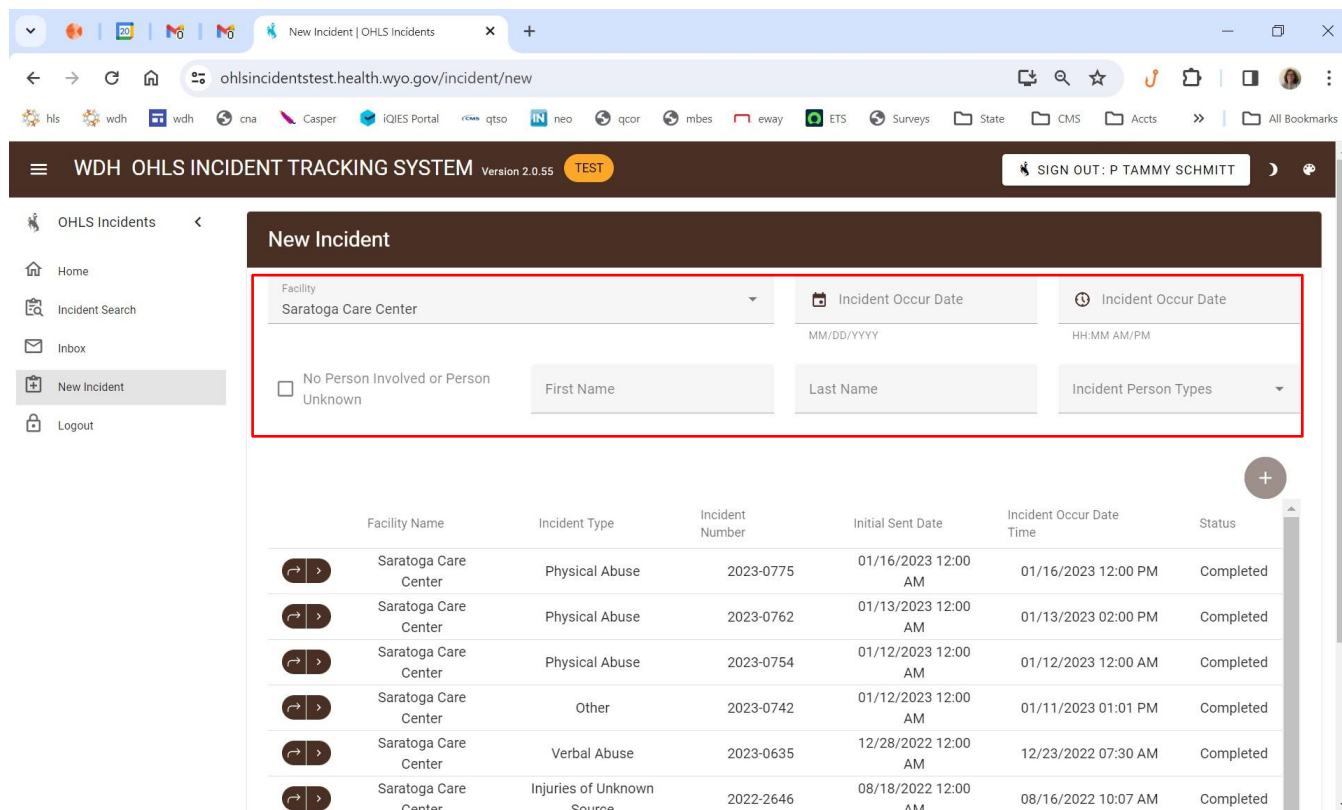 20
New Incident | OHLS Incidents
ohlsincidentstest.health.wyo.gov/incident/new
hls wdh wdh cna Casper iQIES Portal CMS qtso IN neo qcor mbes eway ETS Surveys State CMS Accts All Bookmarks
WDH OHLS INCIDENT TRACKING SYSTEM Version 2.0.55 TEST SIGN OUT: P TAMMY SCHMITT
OHLS Incidents
Home
Incident Search
Inbox
New Incident
Logout
New Incident
Facility
Saratoga Care Center Incident Occur Date Incident Occur Date
MM/DD/YYYY HH:MM AM/PM
No Person Involved or Person
Unknown First Name Last Name Incident Person Types
+
Facility Name Incident Type Incident Number Initial Sent Date Incident Occur Date Time Status
Saratoga Care Center Physical Abuse 2023-0775 01/16/2023 12:00 AM 01/16/2023 12:00 PM Completed
Saratoga Care Center Physical Abuse 2023-0762 01/13/2023 12:00 AM 01/13/2023 02:00 PM Completed
Saratoga Care Center Physical Abuse 2023-0754 01/12/2023 12:00 AM 01/12/2023 12:00 AM Completed
Saratoga Care Center Other 2023-0742 01/12/2023 12:00 AM 01/11/2023 01:01 PM Completed
Saratoga Care Center Verbal Abuse 2023-0635 12/28/2022 12:00 AM 12/23/2022 07:30 AM Completed
Saratoga Care Center Injuries of Unknown Source 2022-2646 08/18/2022 12:00 AM 08/16/2022 10:07 AM Completed